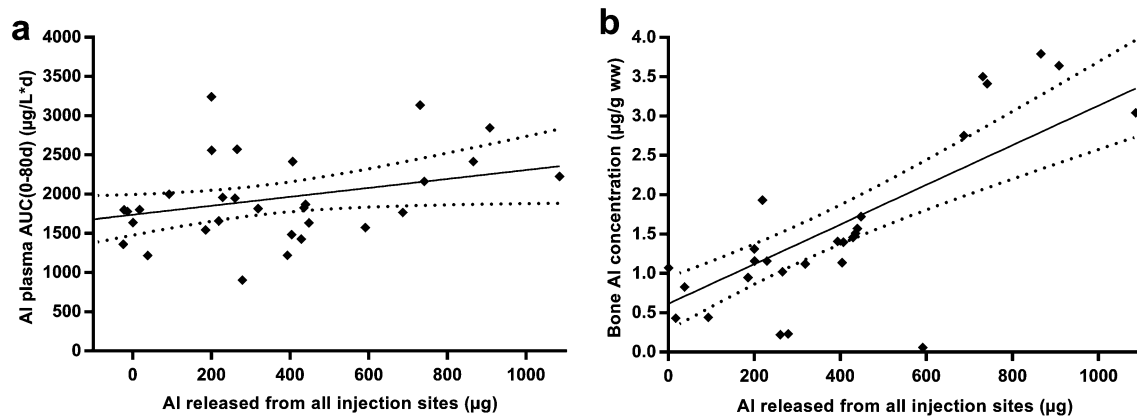 a
4000
3500
3000
2500
2000
1500
1000
500
0
Al plasma AUC(0-80d) (µg/L*d)
0 200 400 600 800 1000
Al released from all injection sites (µg)
b
4.0
3.5
3.0
2.5
2.0
1.5
1.0
0.5
0.0
Bone Al concentration (µg/g ww)
0 200 400 600 800 1000
Al released from all injection sites (µg)